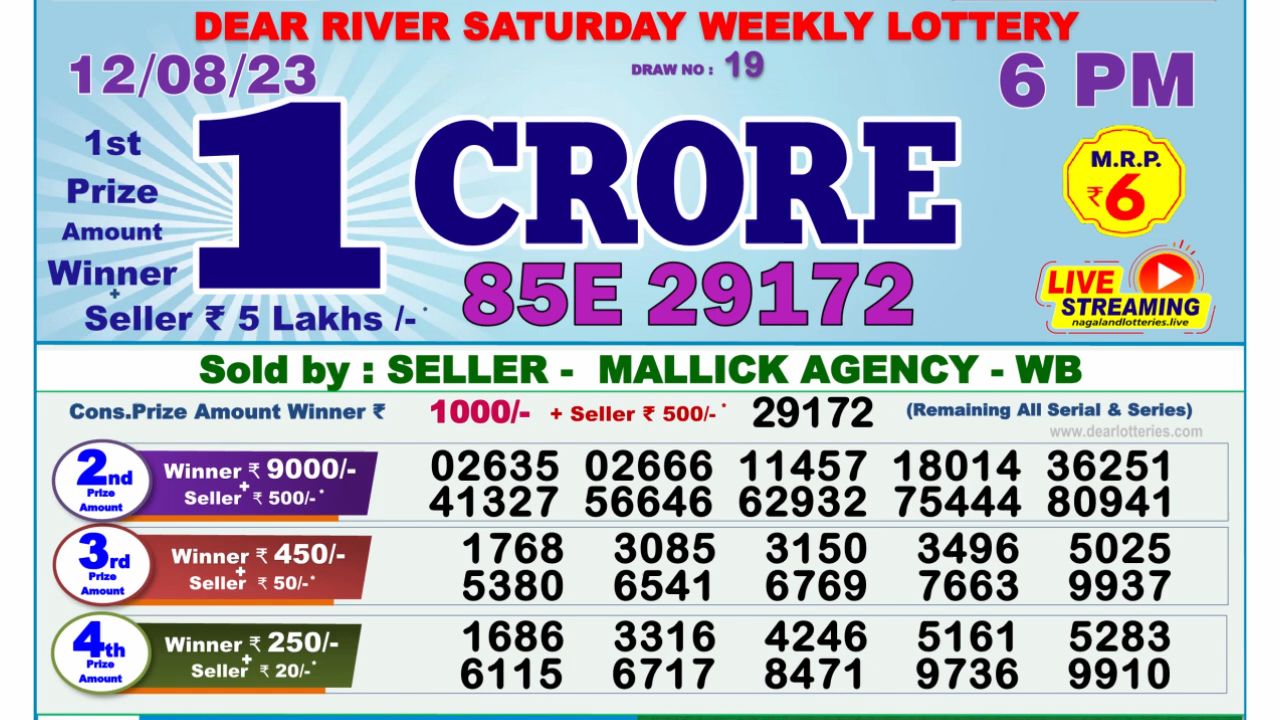 DEAR RIVER SATURDAY WEEKLY LOTTERY
12/08/23
DRAW NO : 19
6 PM
1st
Prize
Amount
Winner
+
Seller ₹ 5 Lakhs /-*
1 CRORE
85E 29172
M.R.P.
₹6
LIVE
STREAMING
nagalandlotteries.live
Sold by : SELLER - MALLICK AGENCY - WB
Cons.Prize Amount Winner ₹ 1000/- + Seller ₹ 500/-* 29172 (Remaining All Serial & Series)
www.dearlotteries.com
2nd
Prize
Amount
Winner ₹ 9000/-
+
Seller ₹ 500/-*
02635 02666 11457 18014 36251
41327 56646 62932 75444 80941
3rd
Prize
Amount
Winner ₹ 450/-
+
Seller ₹ 50/-*
1768 3085 3150 3496 5025
5380 6541 6769 7663 9937
4th
Prize
Amount
Winner ₹ 250/-
+
Seller ₹ 20/-*
1686 3316 4246 5161 5283
6115 6717 8471 9736 9910